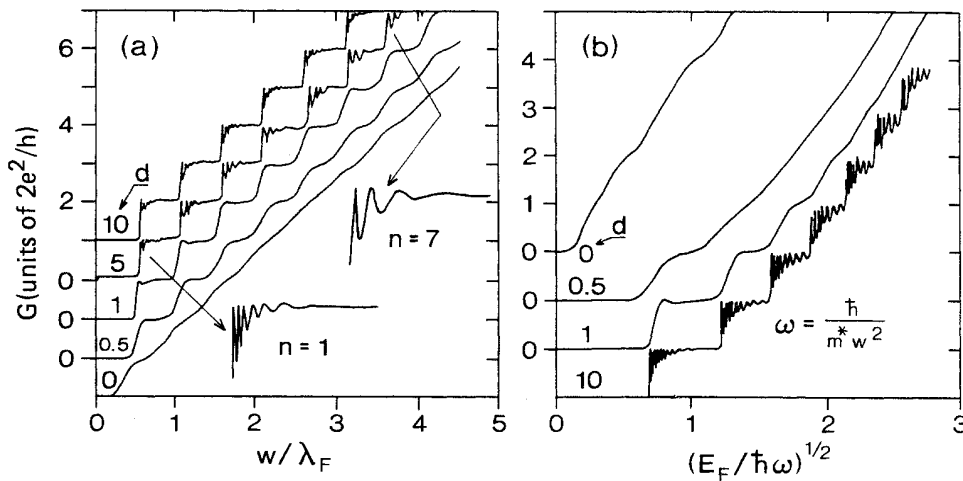 (a)
G(units of 2e²/h)
6
4
2
0
0
0
d
10
5
1
0.5
0
n = 7
n = 1
0 1 2 3 4 5
w/λ_F
(b)
4
3
2
1
0
0
0
d
0
0.5
1
10
ω = ħ / m* w²
0 1 2 3
(E_F/ħω)^1/2